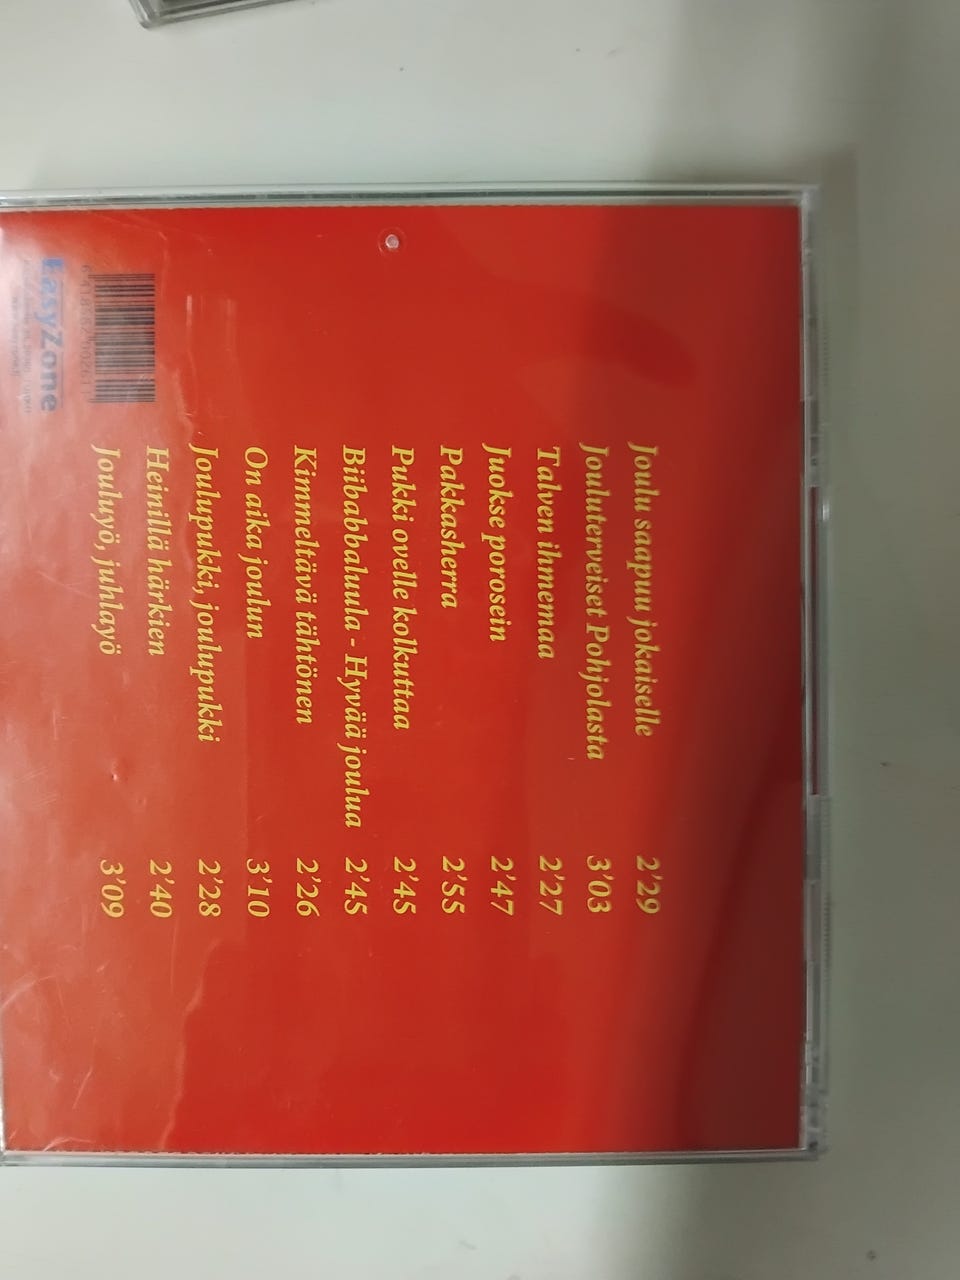 Joulu saapuu jokaiselle 2'29
Jouluterveiset Pohjolasta 3'03
Talven ihmemaa 2'27
Juokse porosein 2'47
Pakkasherra 2'55
Pukki ovelle kolkuttaa 2'45
Biibabbaluula - Hyvää joulua 2'45
Kimmeltävä tähtönen 2'26
On aika joulun 3'10
Joulupukki, joulupukki 2'28
Heinillä härkien 2'40
Jouluyö, juhlayö 3'09
EasyZone